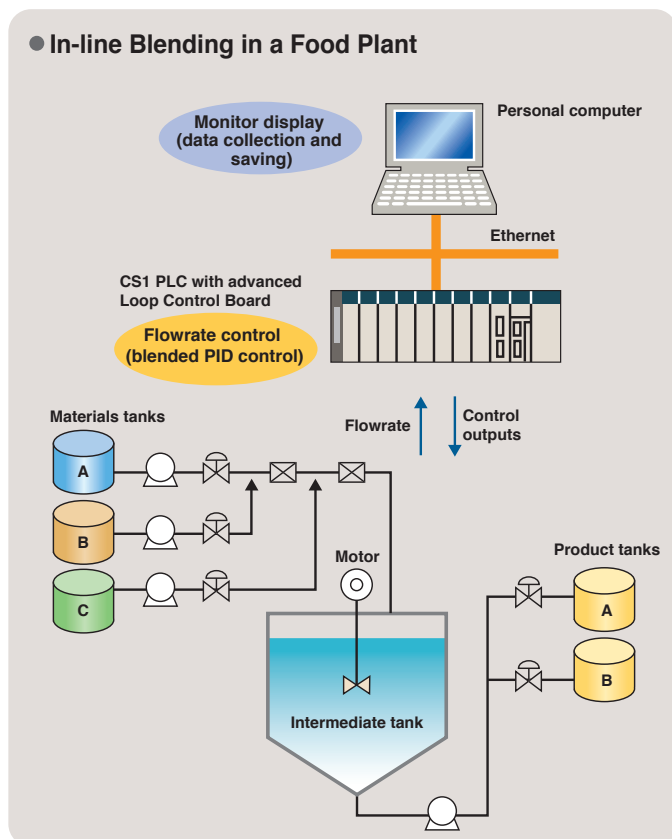 In-line Blending in a Food Plant
Monitor display
(data collection and
saving)
Personal computer
Ethernet
CS1 PLC with advanced
Loop Control Board
Flowrate control
(blended PID control)
Flowrate
Control
outputs
Materials tanks
A
B
C
Motor
Product tanks
A
B
Intermediate tank